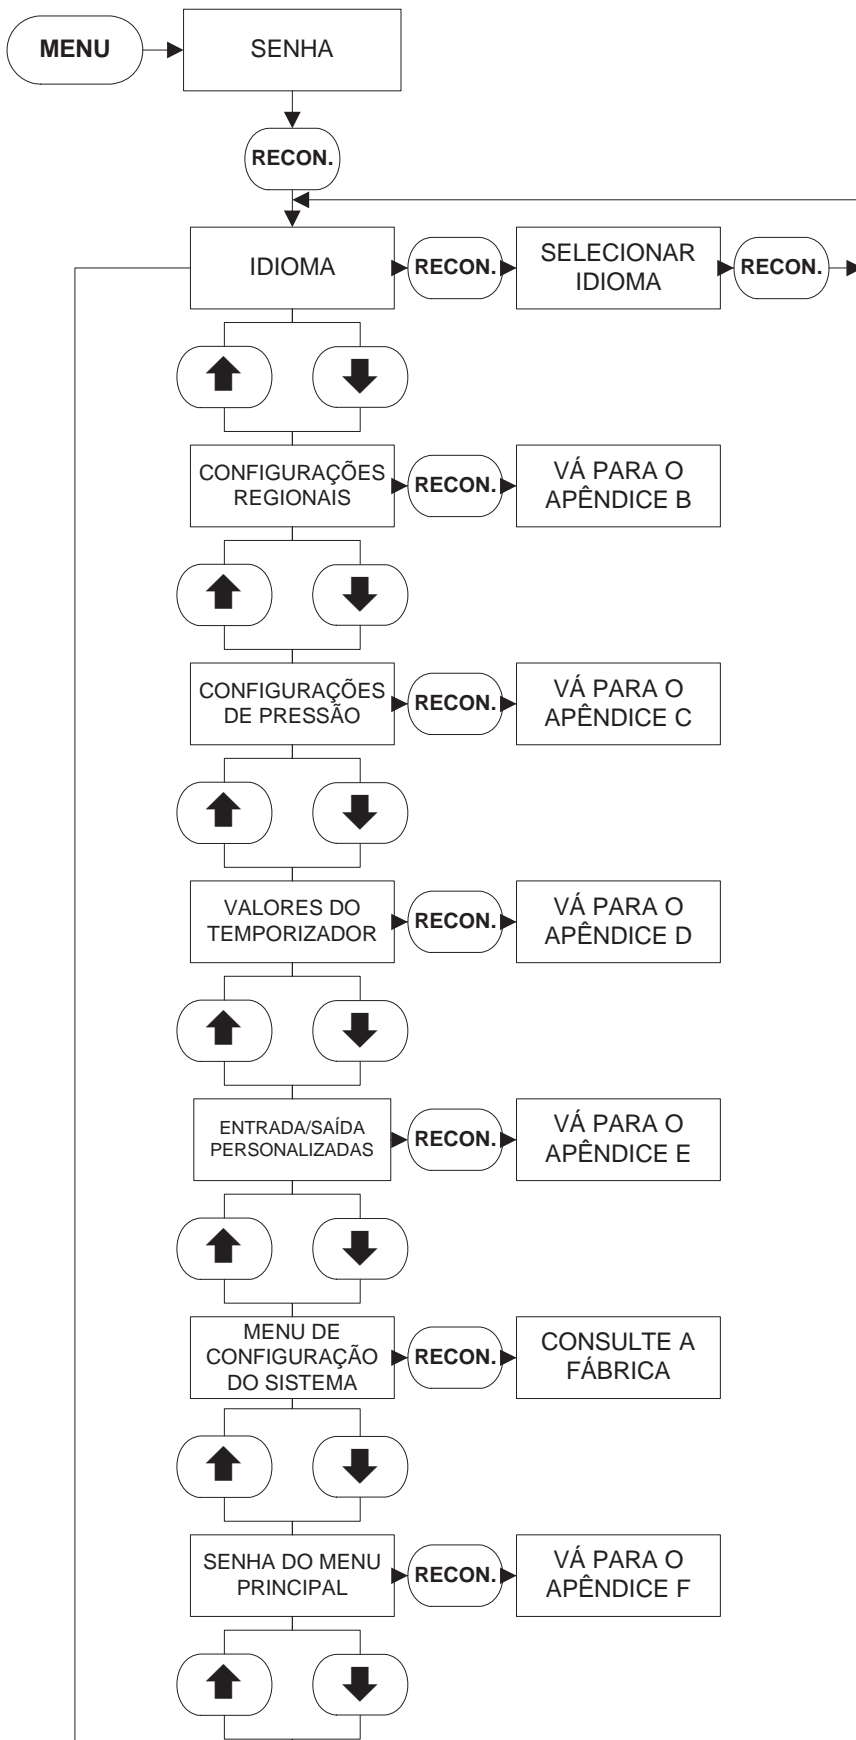 MENU
SENHA
RECON.
IDIOMA
RECON.
SELECIONAR
IDIOMA
RECON.
CONFIGURAÇÕES
REGIONAIS
RECON.
VÁ PARA O
APÊNDICE B
CONFIGURAÇÕES
DE PRESSÃO
RECON.
VÁ PARA O
APÊNDICE C
VALORES DO
TEMPORIZADOR
RECON.
VÁ PARA O
APÊNDICE D
ENTRADA/SAÍDA
PERSONALIZADAS
RECON.
VÁ PARA O
APÊNDICE E
MENU DE
CONFIGURAÇÃO
DO SISTEMA
RECON.
CONSULTE A
FÁBRICA
SENHA DO MENU
PRINCIPAL
RECON.
VÁ PARA O
APÊNDICE F